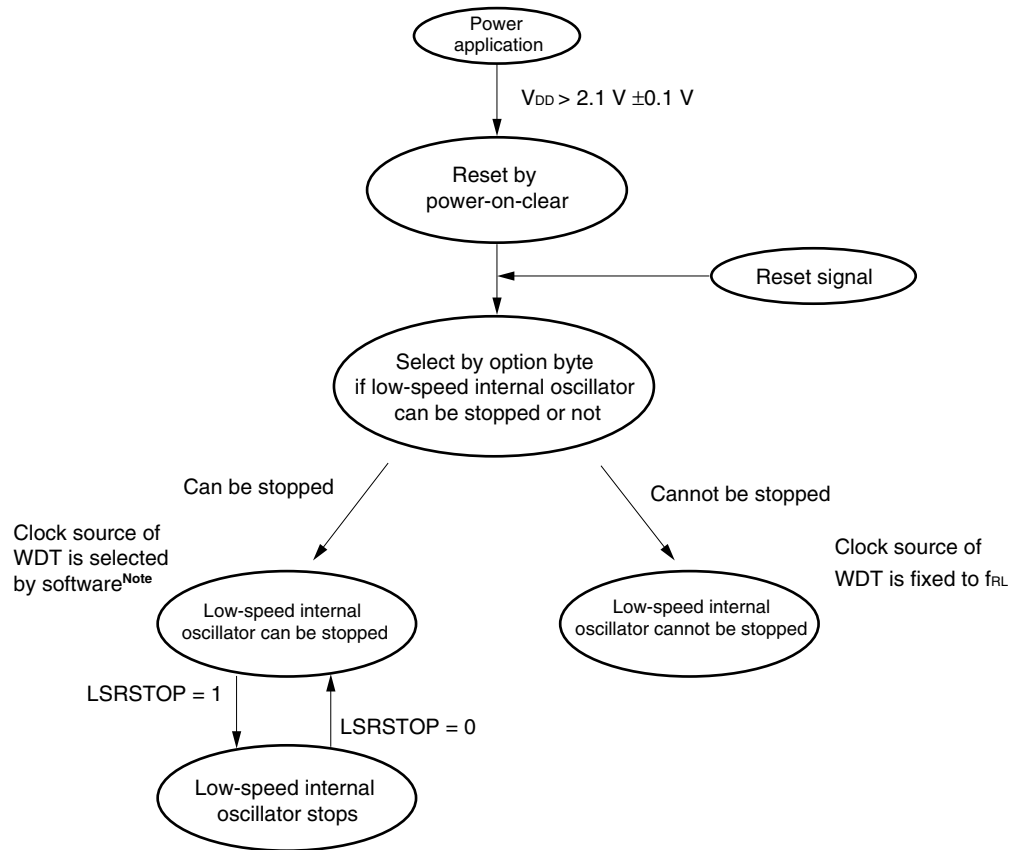 Power
application
VDD > 2.1 V ±0.1 V
Reset by
power-on-clear
Reset signal
Select by option byte
if low-speed internal oscillator
can be stopped or not
Can be stopped
Cannot be stopped
Clock source of
WDT is selected
by softwareNote
Clock source of
WDT is fixed to fRL
Low-speed internal
oscillator can be stopped
Low-speed internal
oscillator cannot be stopped
LSRSTOP = 1
LSRSTOP = 0
Low-speed internal
oscillator stops